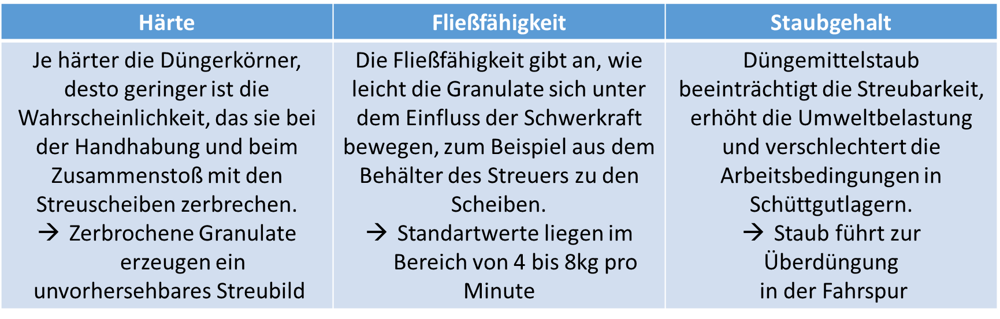 Härte
Je härter die Düngerkörner,
desto geringer ist die
Wahrscheinlichkeit, das sie bei
der Handhabung und beim
Zusammenstoß mit den
Streuscheiben zerbrechen.
→ Zerbrochene Granulate
erzeugen ein
unvorhersehbares Streubild
Fließfähigkeit
Die Fließfähigkeit gibt an, wie
leicht die Granulate sich unter
dem Einfluss der Schwerkraft
bewegen, zum Beispiel aus dem
Behälter des Streuers zu den
Scheiben.
→ Standartwerte liegen im
Bereich von 4 bis 8kg pro
Minute
Staubgehalt
Düngemittelstaub
beeinträchtigt die Streubarkeit,
erhöht die Umweltbelastung
und verschlechtert die
Arbeitsbedingungen in
Schüttgutlagern.
→ Staub führt zur
Überdüngung
in der Fahrspur